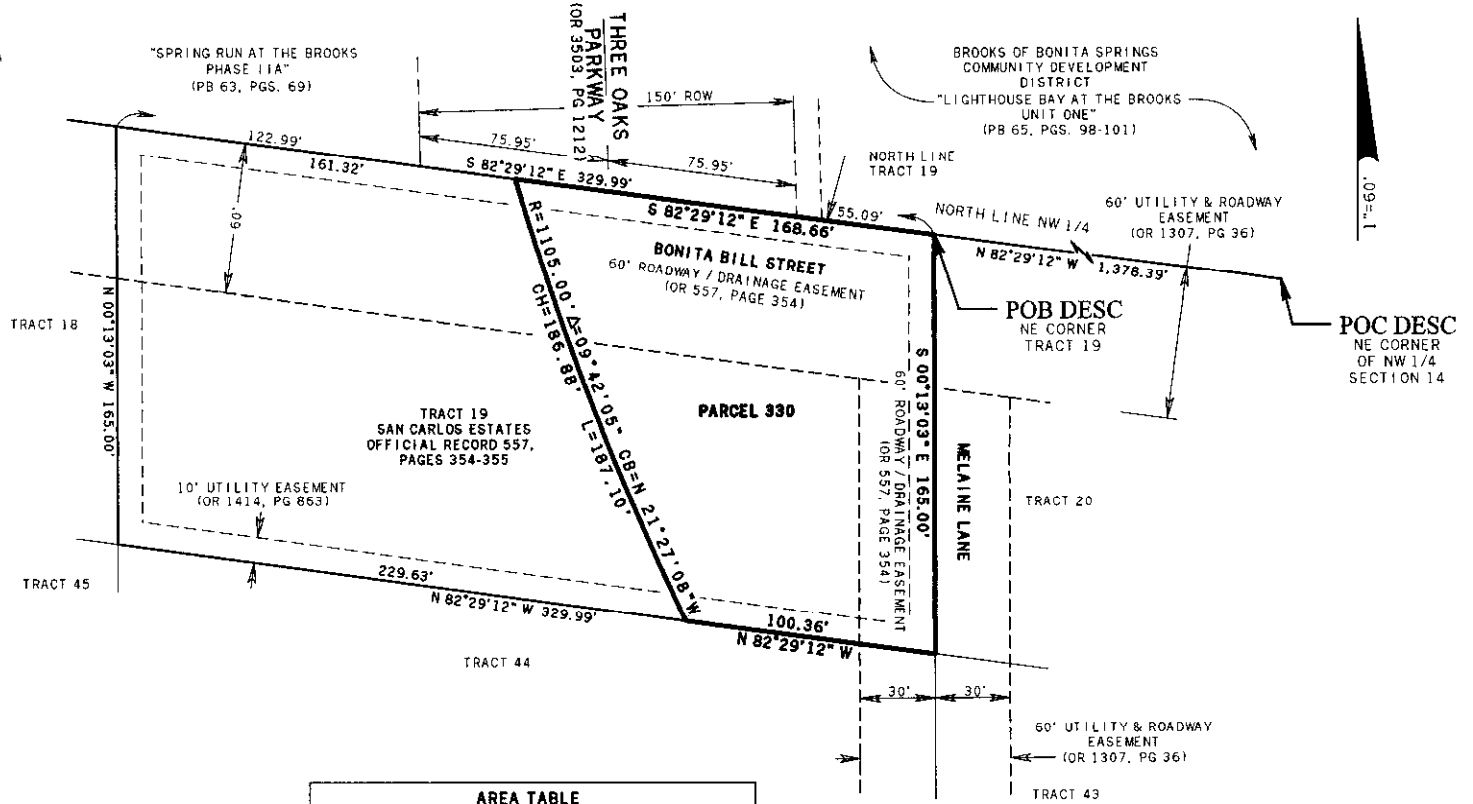 "SPRING RUN AT THE BROOKS
PHASE 11A"
(PB 63, PGS. 69)
THREE OAKS
PARKWAY
(OR 3503, PG 1212)
150' ROW
BROOKS OF BONITA SPRINGS
COMMUNITY DEVELOPMENT
DISTRICT
"LIGHTHOUSE BAY AT THE BROOKS
UNIT ONE"
(PB 65, PGS. 98-101)
1"=60'
122.99'
161.32'
75.95'
75.95'
S 82°29'12" E 329.99'
NORTH LINE
TRACT 19
55.09'
NORTH LINE NW 1/4
60' UTILITY & ROADWAY
EASEMENT
(OR 1307, PG 36)
S 82°29'12" E 168.66'
N 82°29'12" W 1,378.39'
60'
BONITA BILL STREET
60' ROADWAY / DRAINAGE EASEMENT
(OR 557, PAGE 354)
POB DESC
NE CORNER
TRACT 19
POC DESC
NE CORNER
OF NW 1/4
SECTION 14
TRACT 18
N 00°13'03" W 165.00'
R=1105.00' Δ=09°42'05" CB=N 21°27'08" W
CH=186.88' L=187.10'
TRACT 19
SAN CARLOS ESTATES
OFFICIAL RECORD 557,
PAGES 354-355
PARCEL 330
60' ROADWAY / DRAINAGE EASEMENT
(OR 557, PAGE 354)
S 00°13'03" E 165.00'
MELAINE LANE
TRACT 20
10' UTILITY EASEMENT
(OR 1414, PG 863)
TRACT 45
229.63'
N 82°29'12" W 329.99'
100.36'
N 82°29'12" W
TRACT 44
30'
30'
60' UTILITY & ROADWAY
EASEMENT
(OR 1307, PG 36)
TRACT 43
AREA TABLE